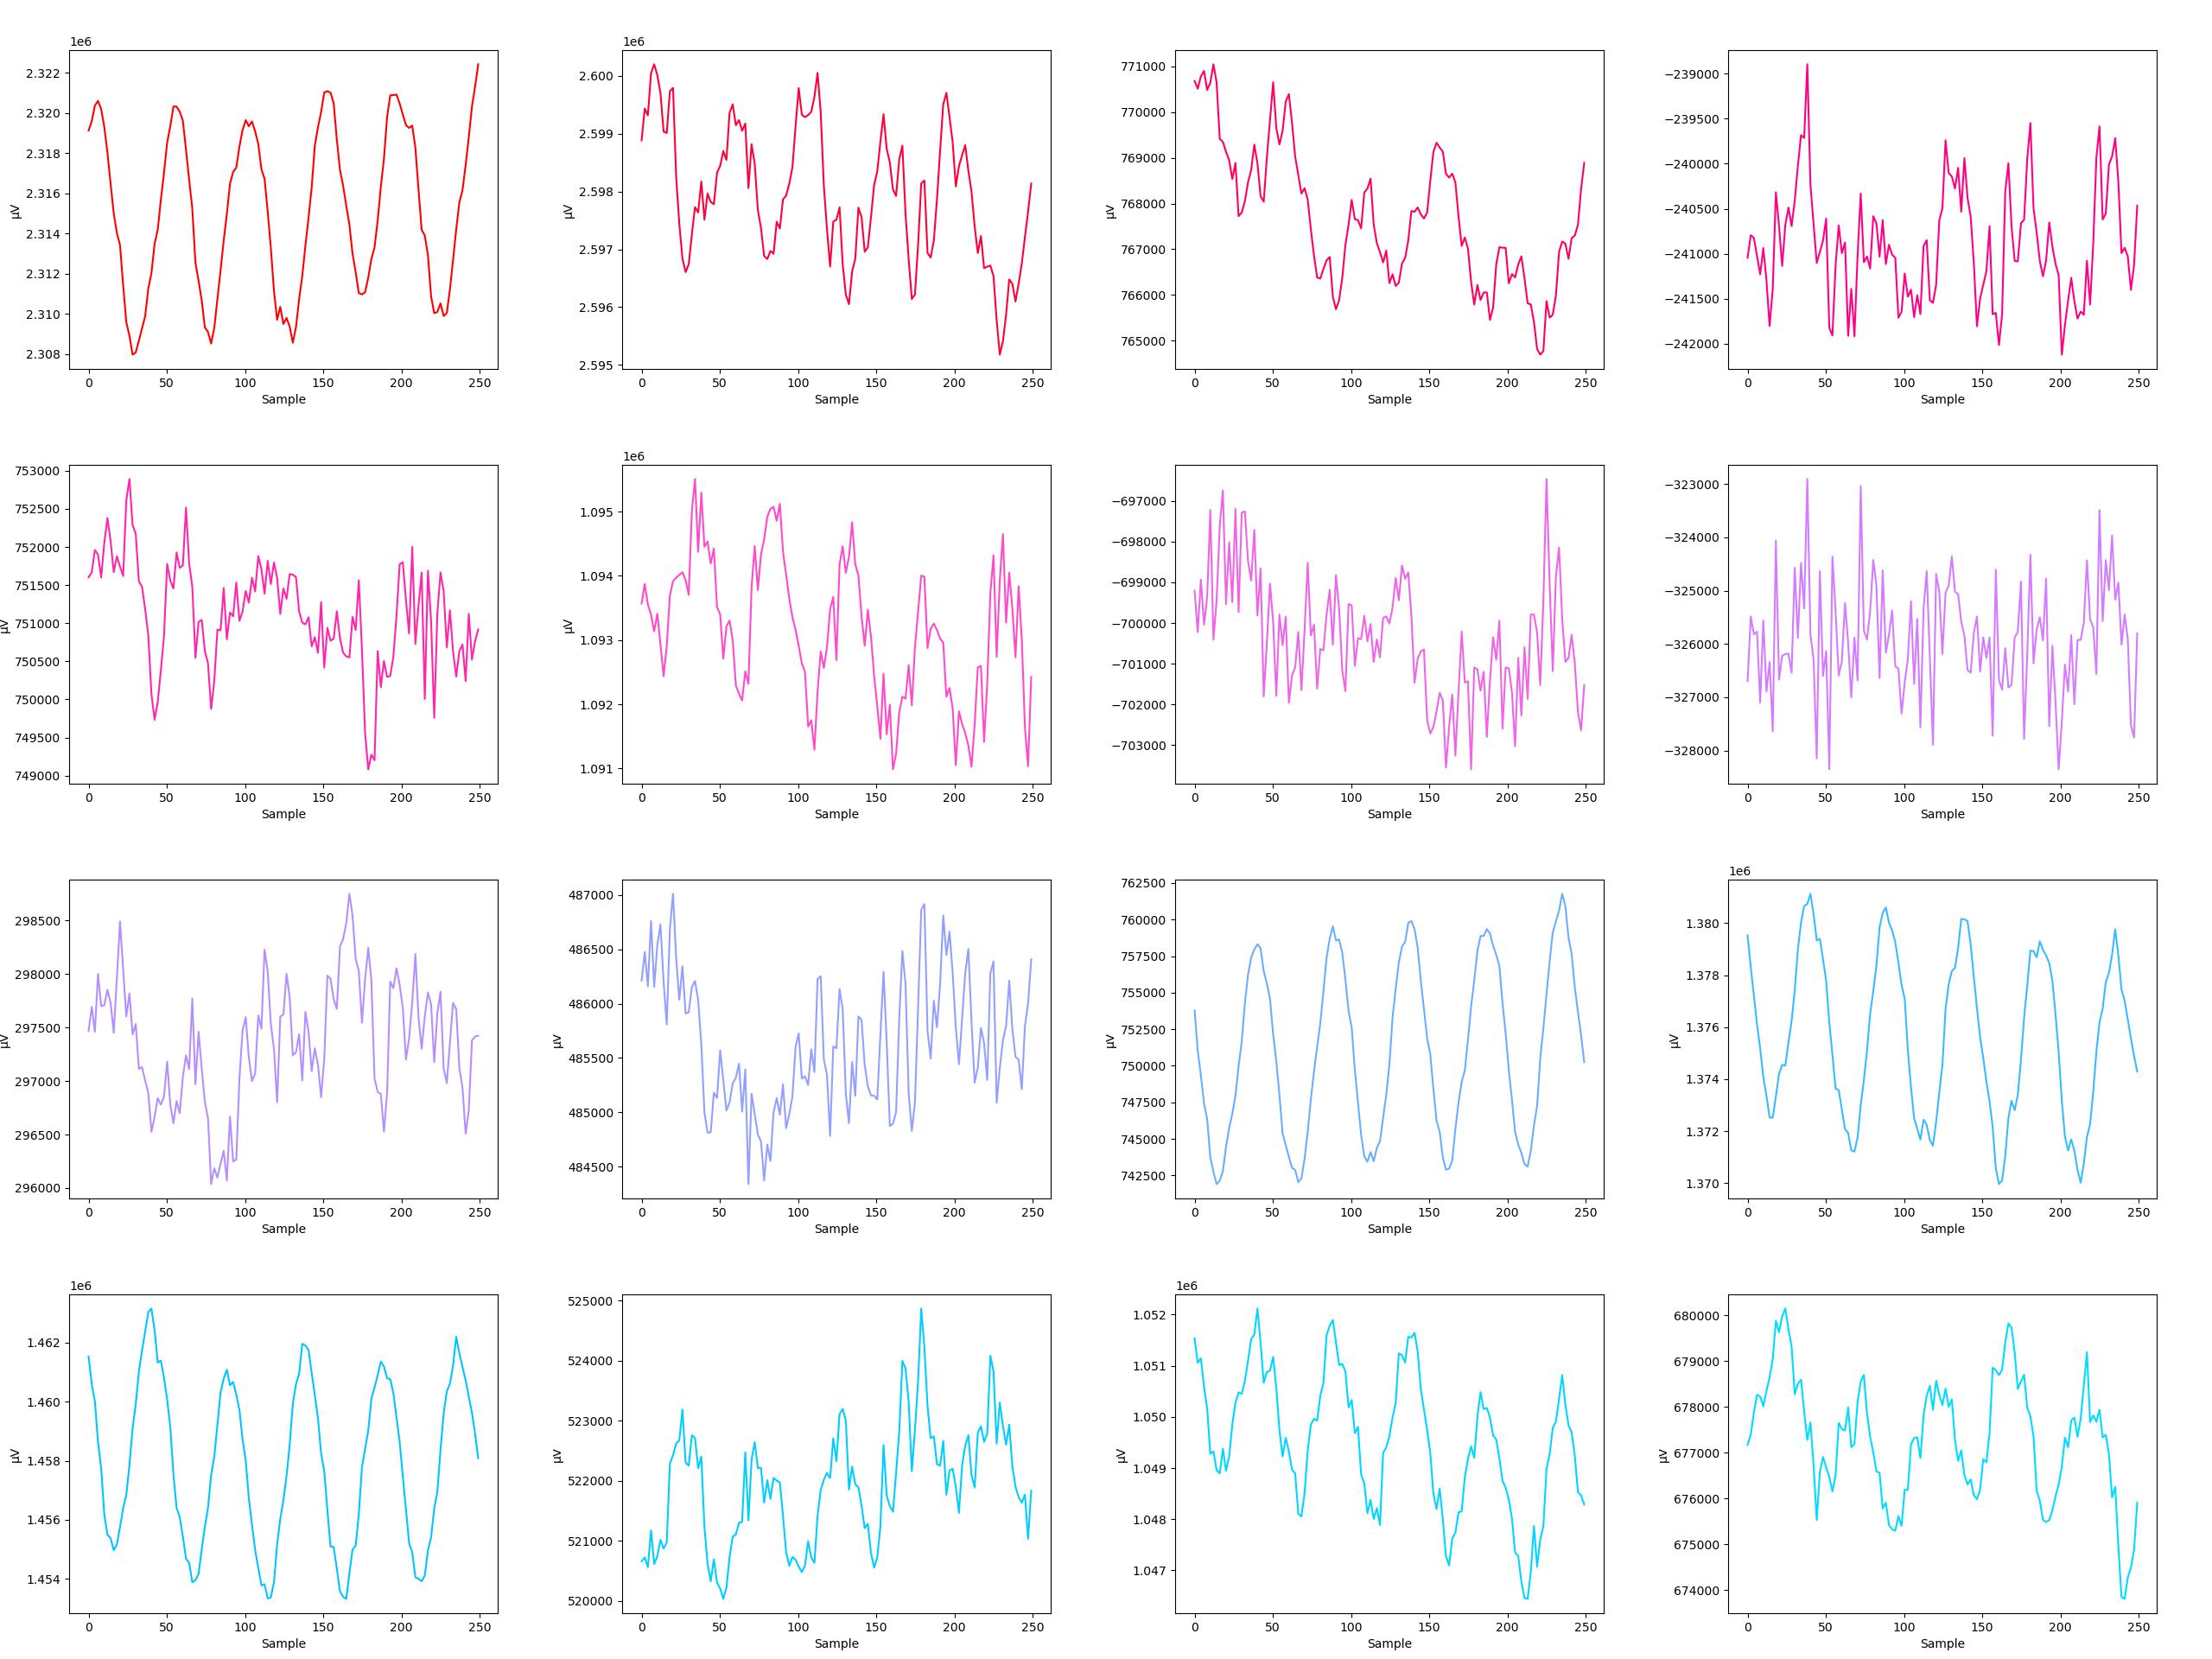 1e6
2.322
2.320
2.318
2.316
2.314
2.312
2.310
2.308
µV
0 50 100 150 200 250
Sample
1e6
2.600
2.599
2.598
2.597
2.596
2.595
µV
0 50 100 150 200 250
Sample
771000
770000
769000
768000
767000
766000
765000
µV
0 50 100 150 200 250
Sample
−239000
−239500
−240000
−240500
−241000
−241500
−242000
µV
0 50 100 150 200 250
Sample
753000
752500
752000
751500
751000
750500
750000
749500
749000
µV
0 50 100 150 200 250
Sample
1e6
1.095
1.094
1.093
1.092
1.091
µV
0 50 100 150 200 250
Sample
−697000
−698000
−699000
−700000
−701000
−702000
−703000
µV
0 50 100 150 200 250
Sample
−323000
−324000
−325000
−326000
−327000
−328000
µV
0 50 100 150 200 250
Sample
298500
298000
297500
297000
296500
296000
µV
0 50 100 150 200 250
Sample
487000
486500
486000
485500
485000
484500
µV
0 50 100 150 200 250
Sample
762500
760000
757500
755000
752500
750000
747500
745000
742500
µV
0 50 100 150 200 250
Sample
1e6
1.380
1.378
1.376
1.374
1.372
1.370
µV
0 50 100 150 200 250
Sample
1e6
1.462
1.460
1.458
1.456
1.454
µV
0 50 100 150 200 250
Sample
525000
524000
523000
522000
521000
520000
µV
0 50 100 150 200 250
Sample
1e6
1.052
1.051
1.050
1.049
1.048
1.047
µV
0 50 100 150 200 250
Sample
680000
679000
678000
677000
676000
675000
674000
µV
0 50 100 150 200 250
Sample